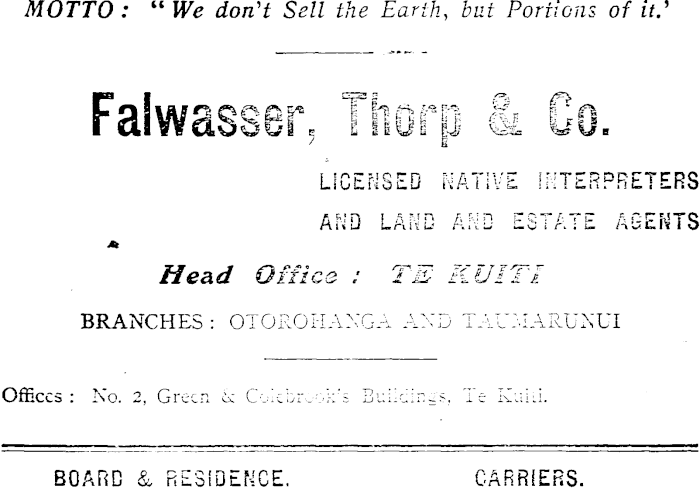 MOTTO: "We don't Sell the Earth, but Portions of it.'
Falwasser, Thorp & Co.
LICENSED NATIVE INTERPRETERS
AND LAND AND ESTATE AGENTS
Head Office: TE KUITI
BRANCHES: OTOROHANGA AND TAUMARUNUI
Offices: No. 2, Green & Colebrook's Buildings, Te Kuiti.
BOARD & RESIDENCE.
CARRIERS.